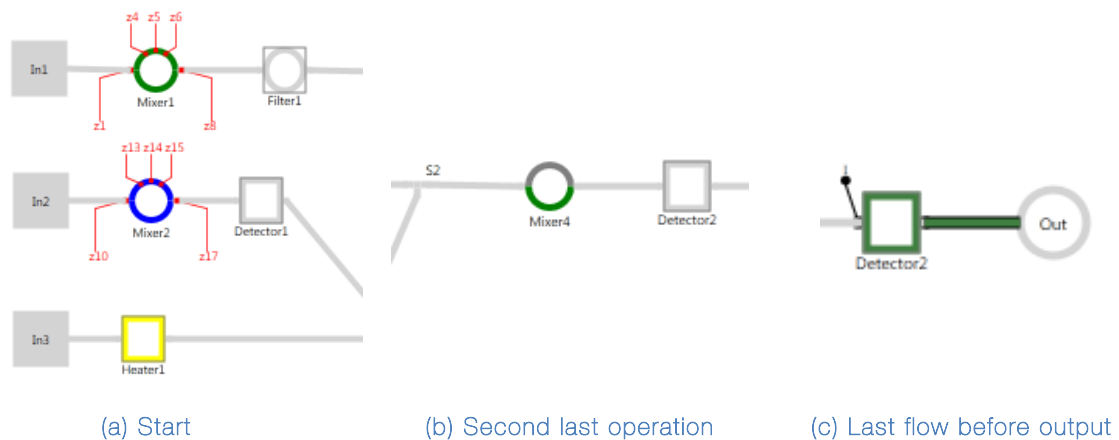 z4 z5 z6
In1
Mixer1
Filter1
z1
z8
z13 z14 z15
In2
Mixer2
Detector1
z10
z17
In3
Heater1
(a) Start
S2
Mixer4
Detector2
(b) Second last operation
Out
Detector2
(c) Last flow before output